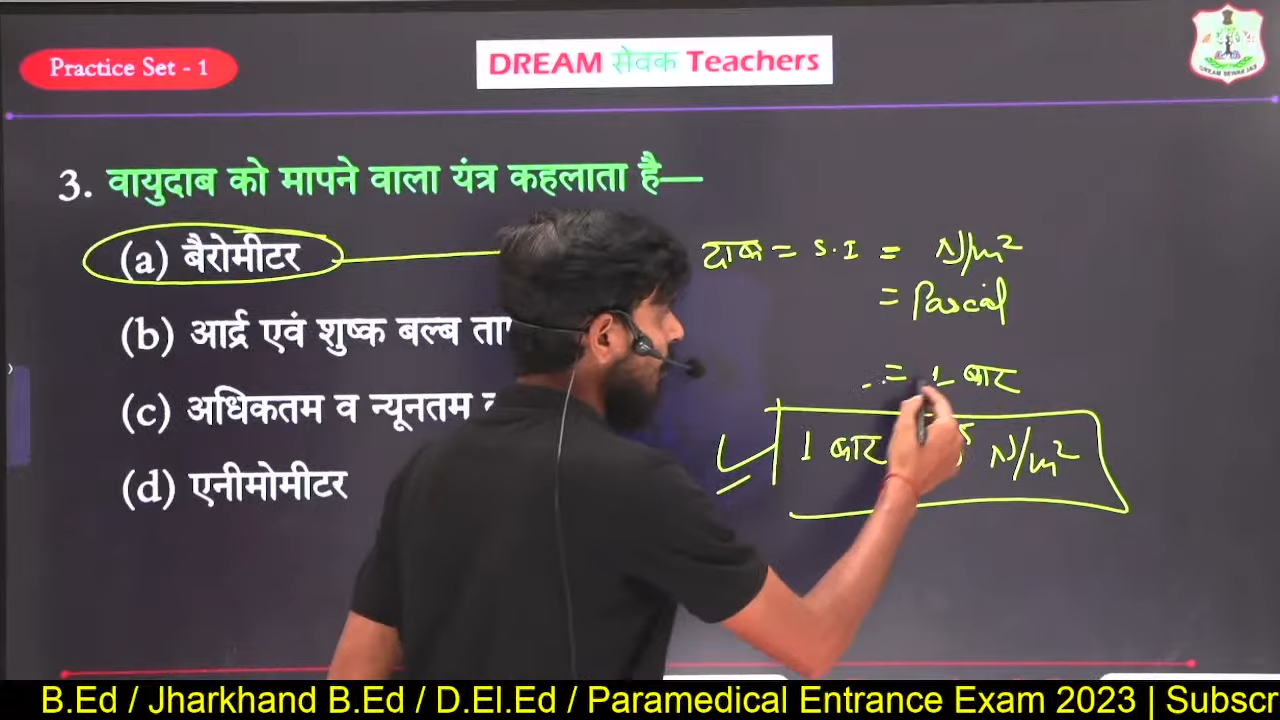 Practice Set - 1
DREAM सेवक Teachers
3. वायुदाब को मापने वाला यंत्र कहलाता है—
(a) बैरोमीटर
दाब = S.I = N/m²
= Pascal
(b) आर्द्र एवं शुष्क बल्ब
= 1 बार
(c) अधिकतम व न्यूनतम
1 बार N/m²
(d) एनीमोमीटर
B.Ed / Jharkhand B.Ed / D.El.Ed / Paramedical Entrance Exam 2023 |